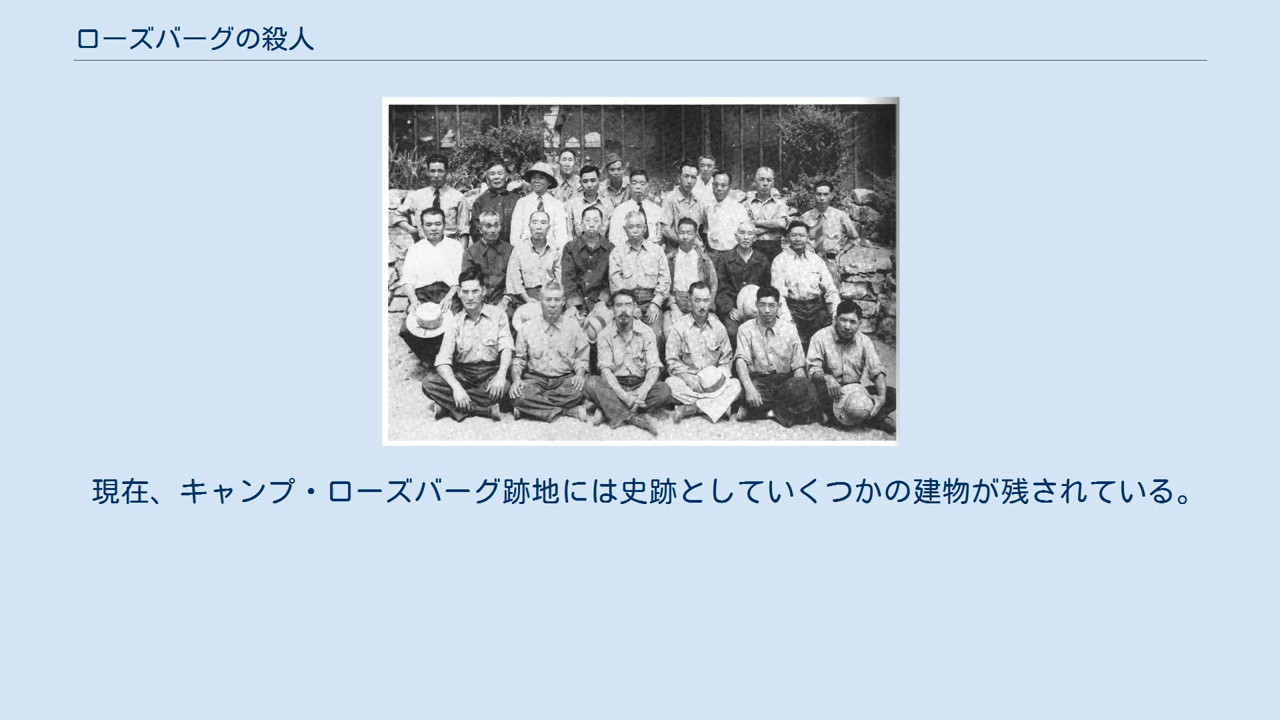 ローズバーグの殺人
現在、キャンプ・ローズバーグ跡地には史跡としていくつかの建物が残されている。